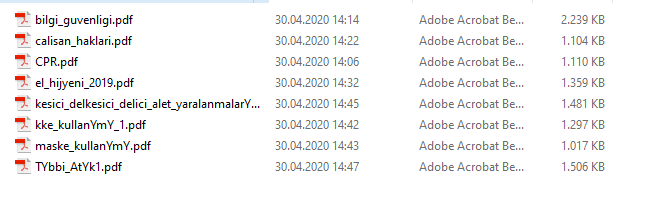 bilgi_guvenligi.pdf 30.04.2020 14:14 Adobe Acrobat Be... 2.239 KB
calisan_haklari.pdf 30.04.2020 14:22 Adobe Acrobat Be... 1.104 KB
CPR.pdf 30.04.2020 14:06 Adobe Acrobat Be... 1.110 KB
el_hijyeni_2019.pdf 30.04.2020 14:32 Adobe Acrobat Be... 1.359 KB
kesici_delkesici_delici_alet_yaralanmalarY... 30.04.2020 14:45 Adobe Acrobat Be... 1.481 KB
kke_kullanYmY_1.pdf 30.04.2020 14:42 Adobe Acrobat Be... 1.297 KB
maske_kullanYmY.pdf 30.04.2020 14:43 Adobe Acrobat Be... 1.017 KB
TYbbi_AtYk1.pdf 30.04.2020 14:47 Adobe Acrobat Be... 1.506 KB